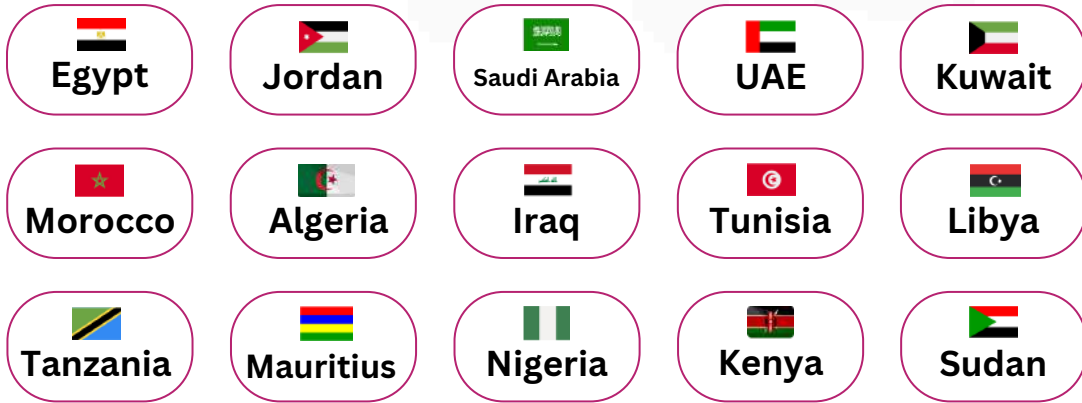 Egypt
Jordan
Saudi Arabia
UAE
Kuwait
Morocco
Algeria
Iraq
Tunisia
Libya
Tanzania
Mauritius
Nigeria
Kenya
Sudan